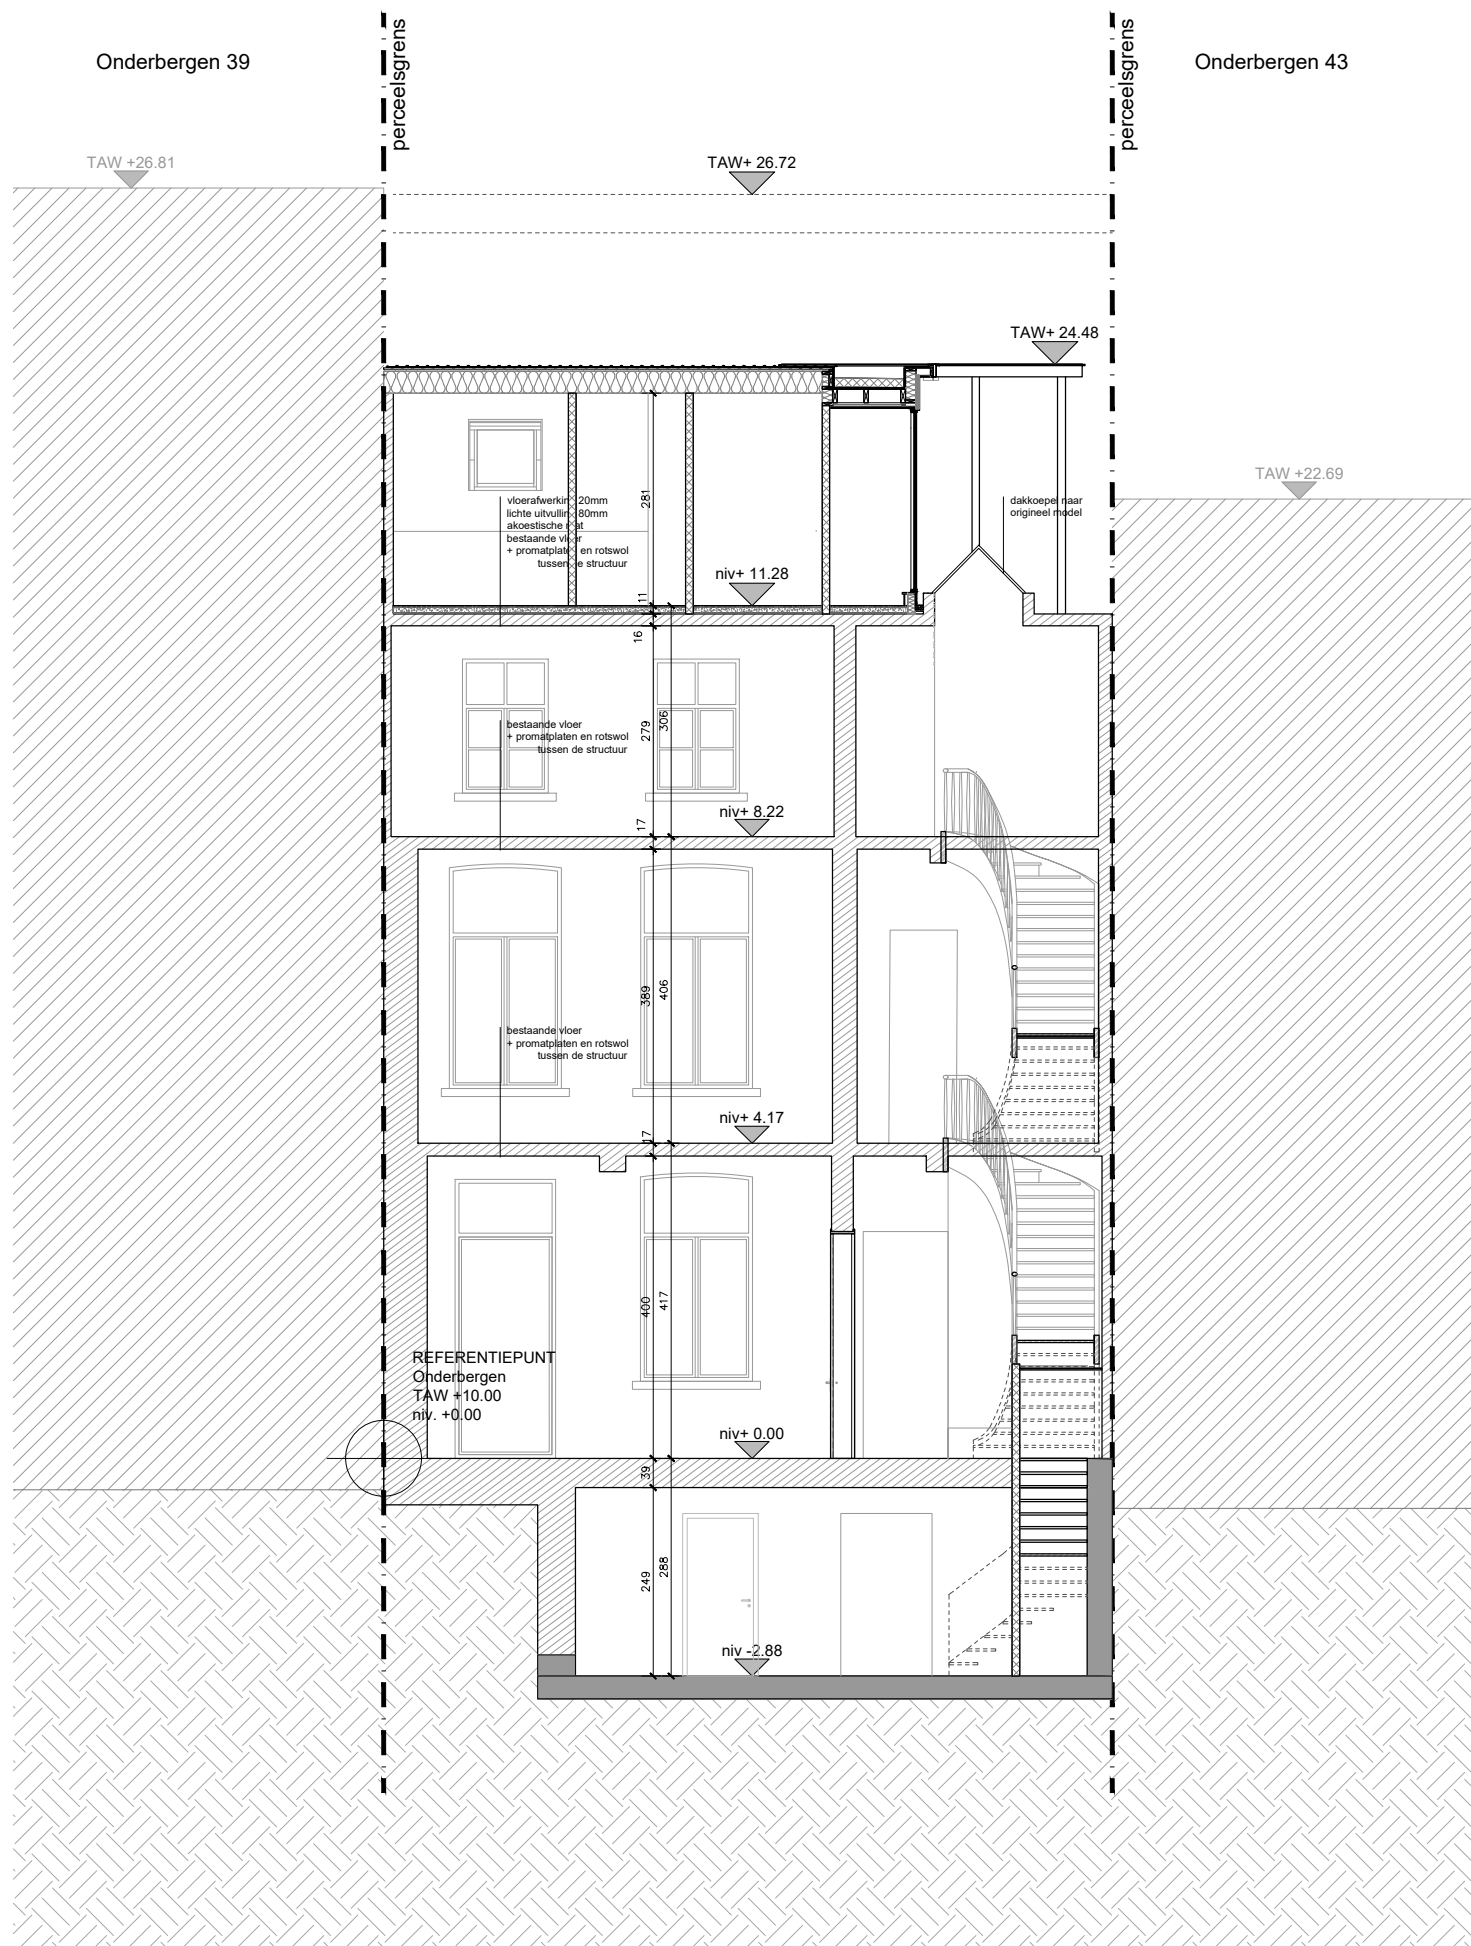 Onderbergen 39
perceelsgrens
perceelsgrens
Onderbergen 43
TAW +26.81
TAW+ 26.72
TAW+ 24.48
TAW +22.69
vloerafwerking 20mm
lichte uitvulling 80mm
akoestische mat
bestaande vloer
+ promatplaten en rotswol
tussen de structuur
281
dakkoepel naar
origineel model
niv+ 11.28
11
16
bestaande vloer
+ promatplaten en rotswol
tussen de structuur
279
306
niv+ 8.22
17
389
406
bestaande vloer
+ promatplaten en rotswol
tussen de structuur
niv+ 4.17
17
400
417
REFERENTIEPUNT
Onderbergen
TAW +10.00
niv. +0.00
niv+ 0.00
39
249
288
niv -2.88